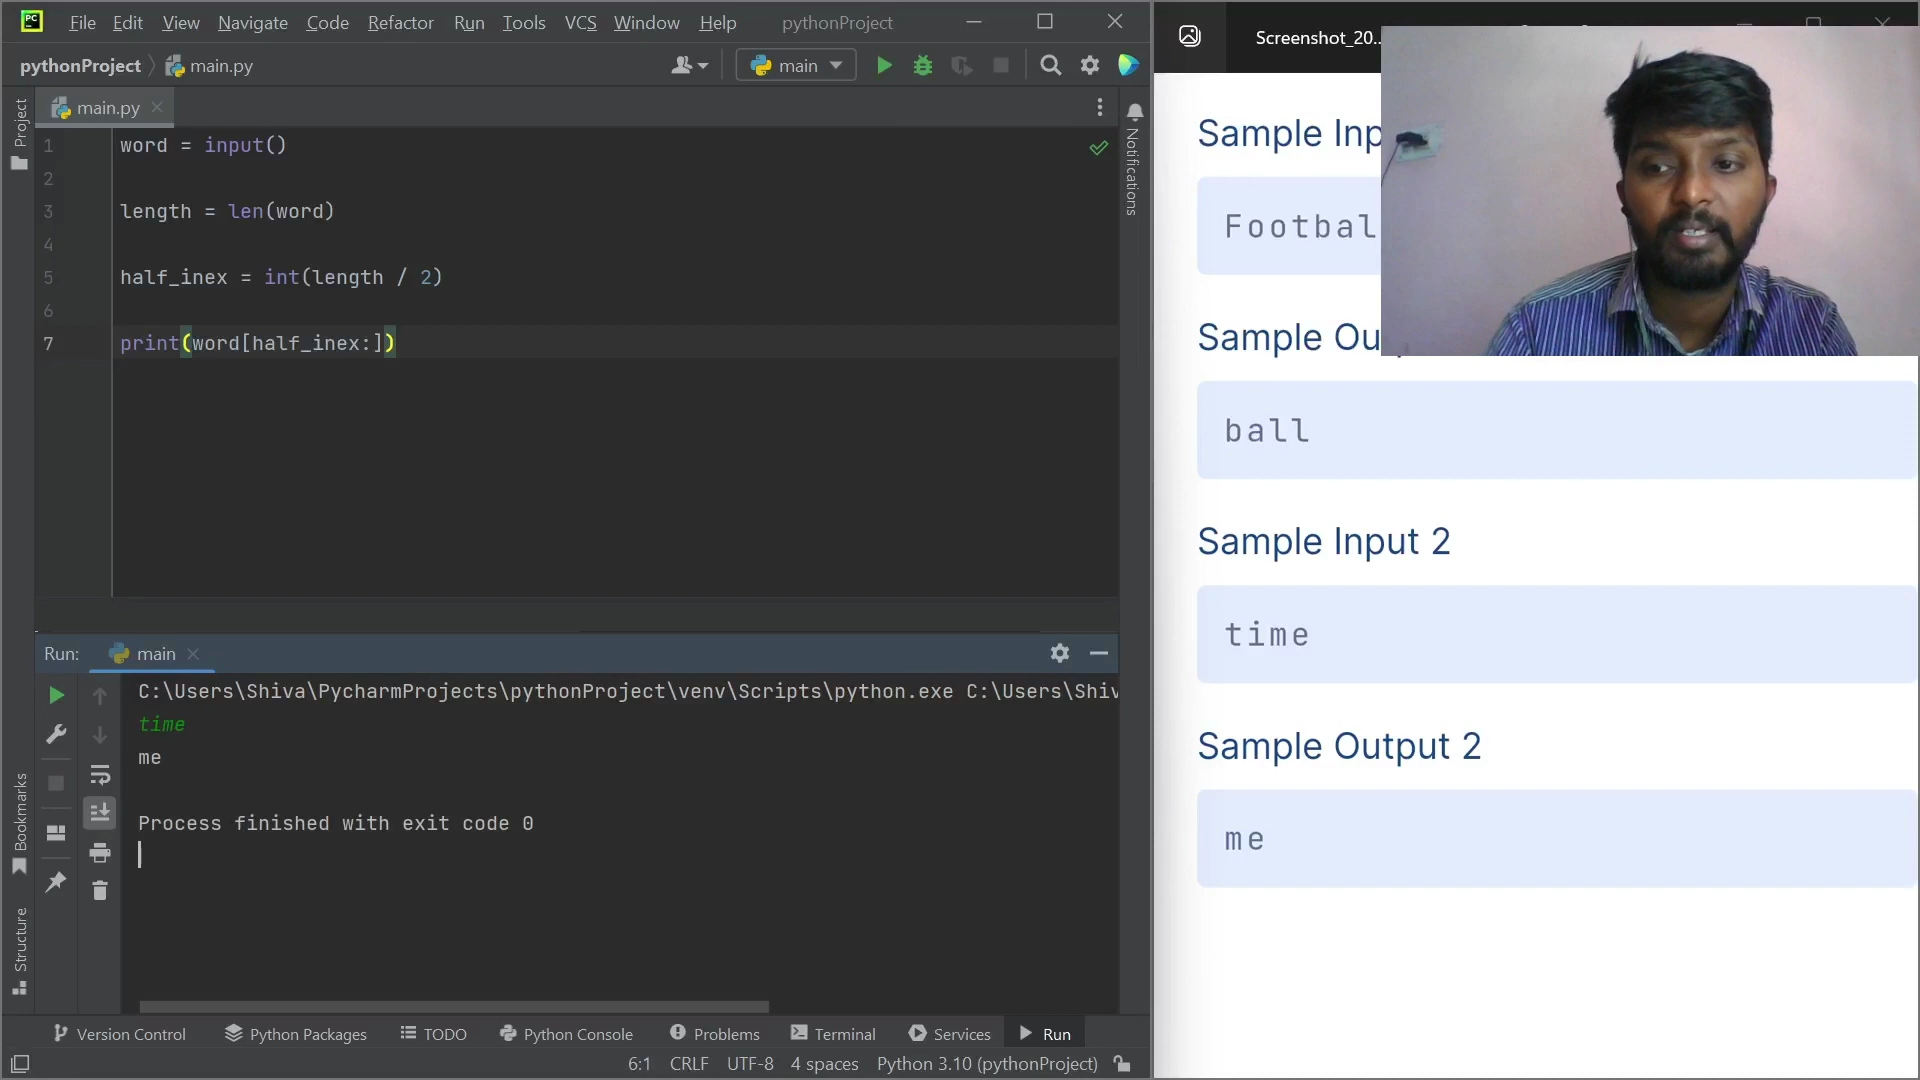 PC File Edit View Navigate Code Refactor Run Tools VCS Window Help pythonProject
pythonProject main.py main
main.py
Project
Notifications
1 word = input()
2
3 length = len(word)
4
5 half_inex = int(length / 2)
6
7 print(word[half_inex:])
Run: main
C:\Users\Shiva\PycharmProjects\pythonProject\venv\Scripts\python.exe C:\Users\Shiv
time
me
Process finished with exit code 0
Bookmarks
Structure
Version Control Python Packages TODO Python Console Problems Terminal Services Run
6:1 CRLF UTF-8 4 spaces Python 3.10 (pythonProject)
Screenshot_20...
Sample Inp
Footbal
Sample Ou
ball
Sample Input 2
time
Sample Output 2
me